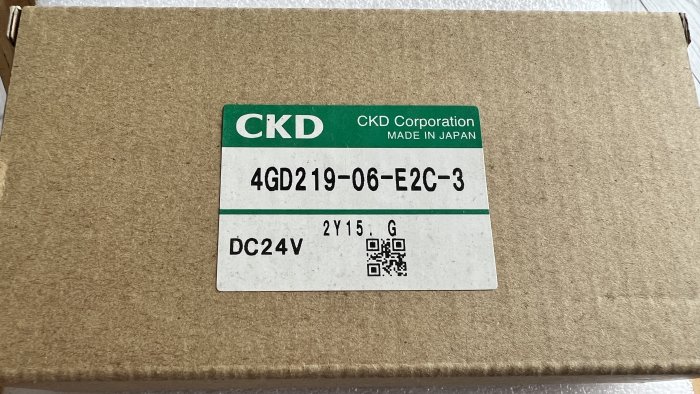 CKD
CKD Corporation
MADE IN JAPAN
4GD219-06-E2C-3
2Y15. G
DC24V